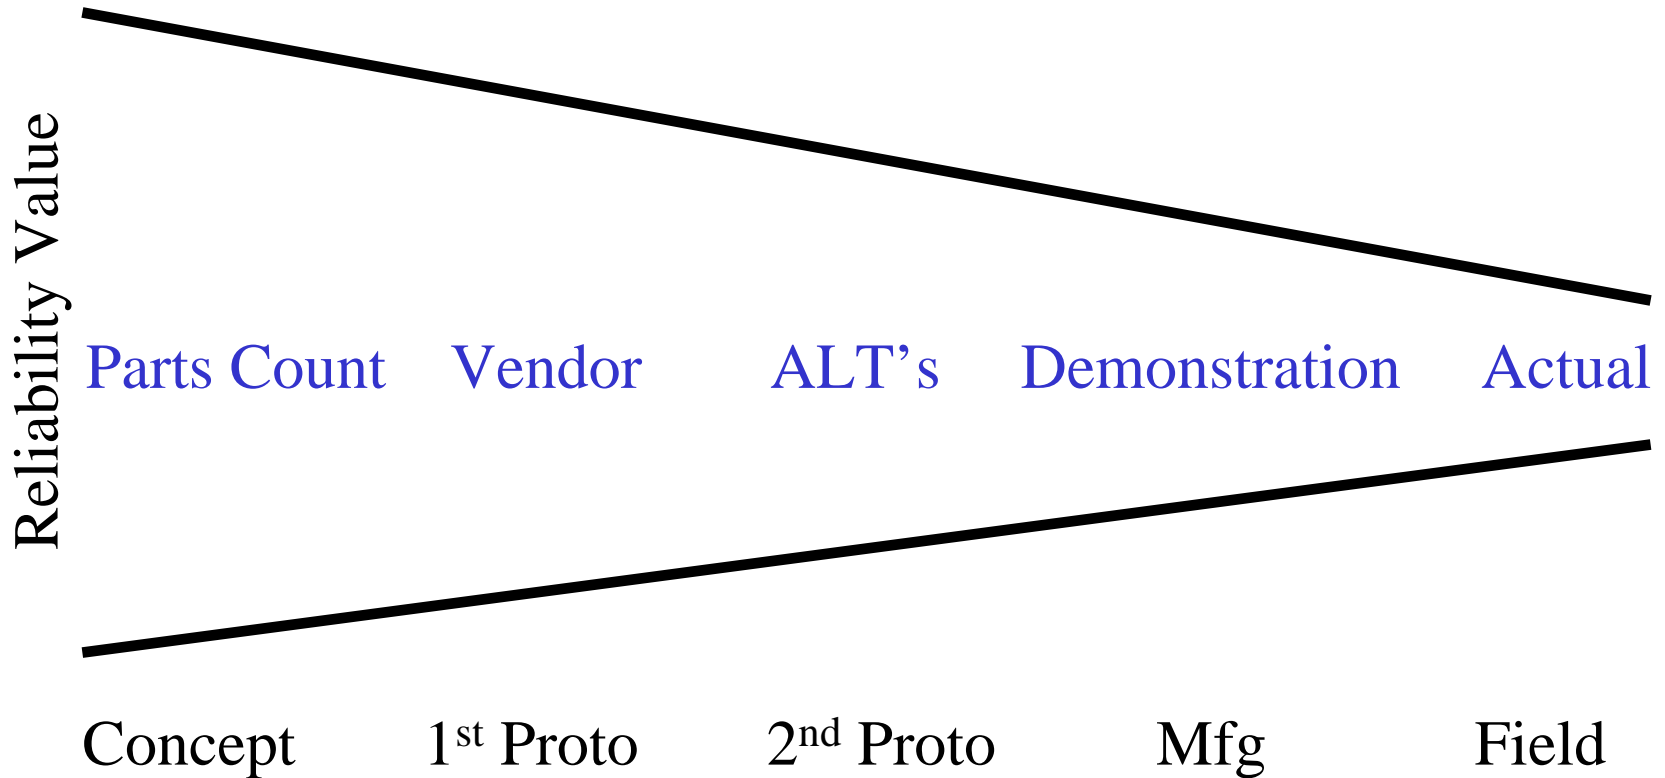 Reliability Value
Parts Count Vendor ALT’s Demonstration Actual
Concept 1st Proto 2nd Proto Mfg Field